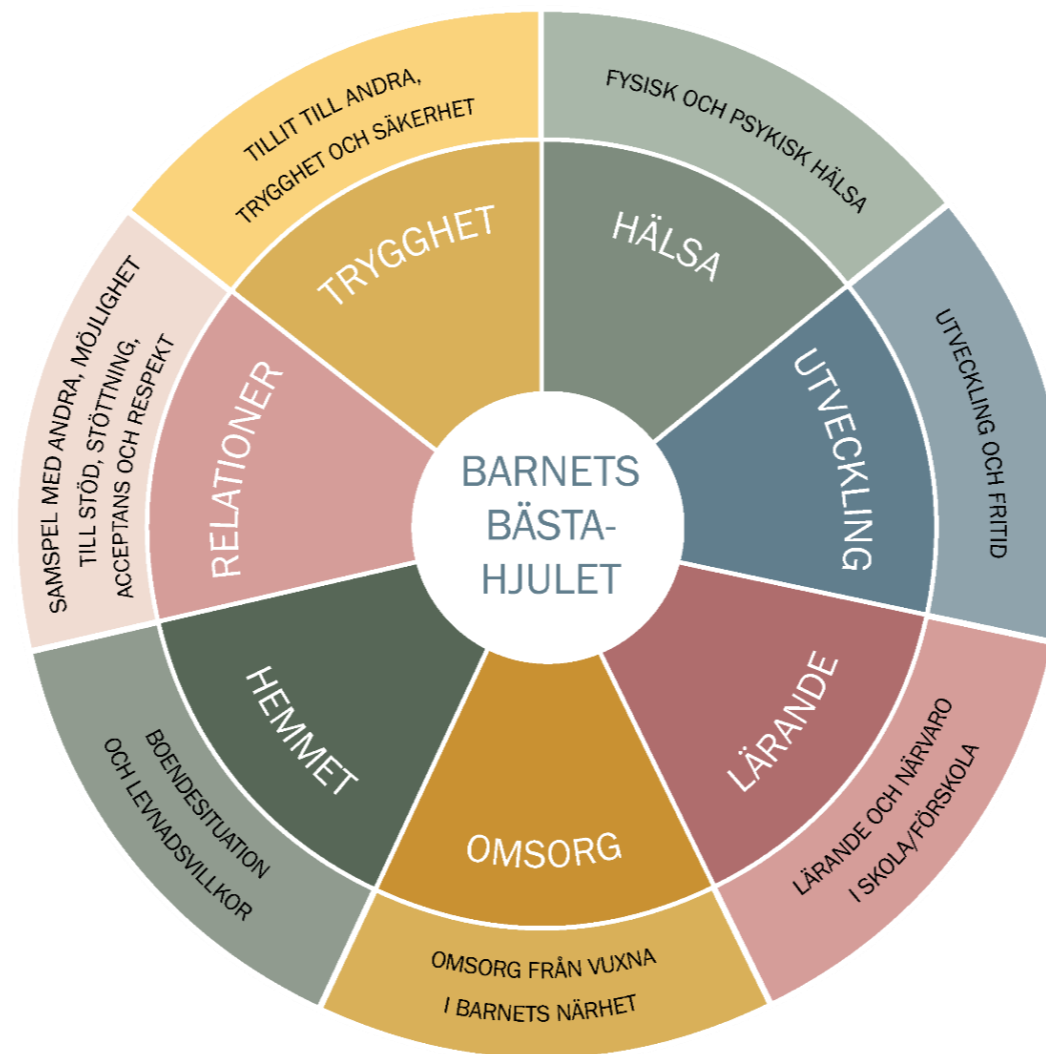 BARNETS
BÄSTA-
HJULET
HÄLSA
FYSISK OCH PSYKISK HÄLSA
UTVECKLING
UTVECKLING OCH FRITID
LÄRANDE
LÄRANDE OCH NÄRVARO
I SKOLA/FÖRSKOLA
OMSORG
OMSORG FRÅN VUXNA
I BARNETS NÄRHET
HEMMET
BOENDESITUATION
OCH LEVNADSVILLKOR
RELATIONER
SAMSPEL MED ANDRA, MÖJLIGHET
TILL STÖD, STÖTTNING,
ACCEPTANS OCH RESPEKT
TRYGGHET
TILLIT TILL ANDRA,
TRYGGHET OCH SÄKERHET